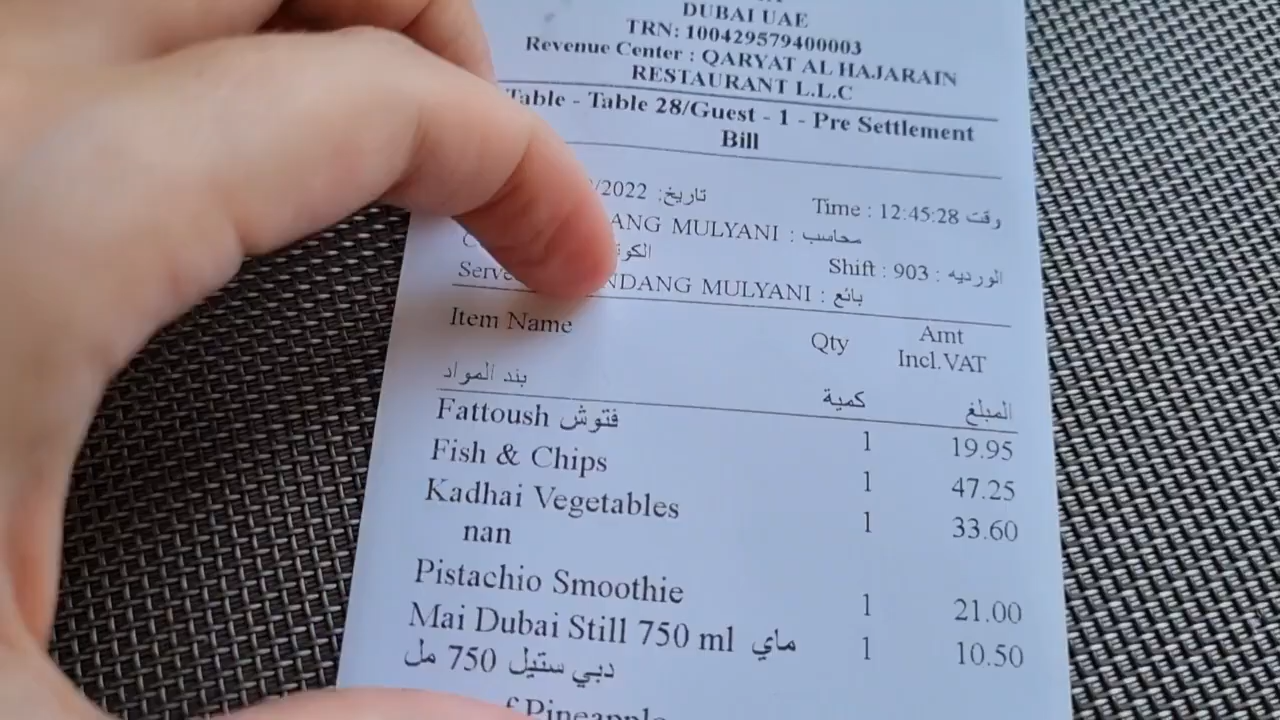 DUBAI UAE
TRN: 100429579400003
Revenue Center : QARYAT AL HAJARAIN
RESTAURANT L.L.C
Table - Table 28/Guest - 1 - Pre Settlement
Bill
/2022 تاريخ: Time : 12:45:28 وقت
ANG MULYANI : محاسب
Shift : 903 : الورديه
NDANG MULYANI : بائع
Item Name Qty Amt
Incl.VAT
بند المواد كمية المبلغ
Fattoush فتوش 1 19.95
Fish & Chips 1 47.25
Kadhai Vegetables 1 33.60
nan
Pistachio Smoothie 1 21.00
Mai Dubai Still 750 ml ماي 1 10.50
دبي ستيل 750 مل
Pineapple